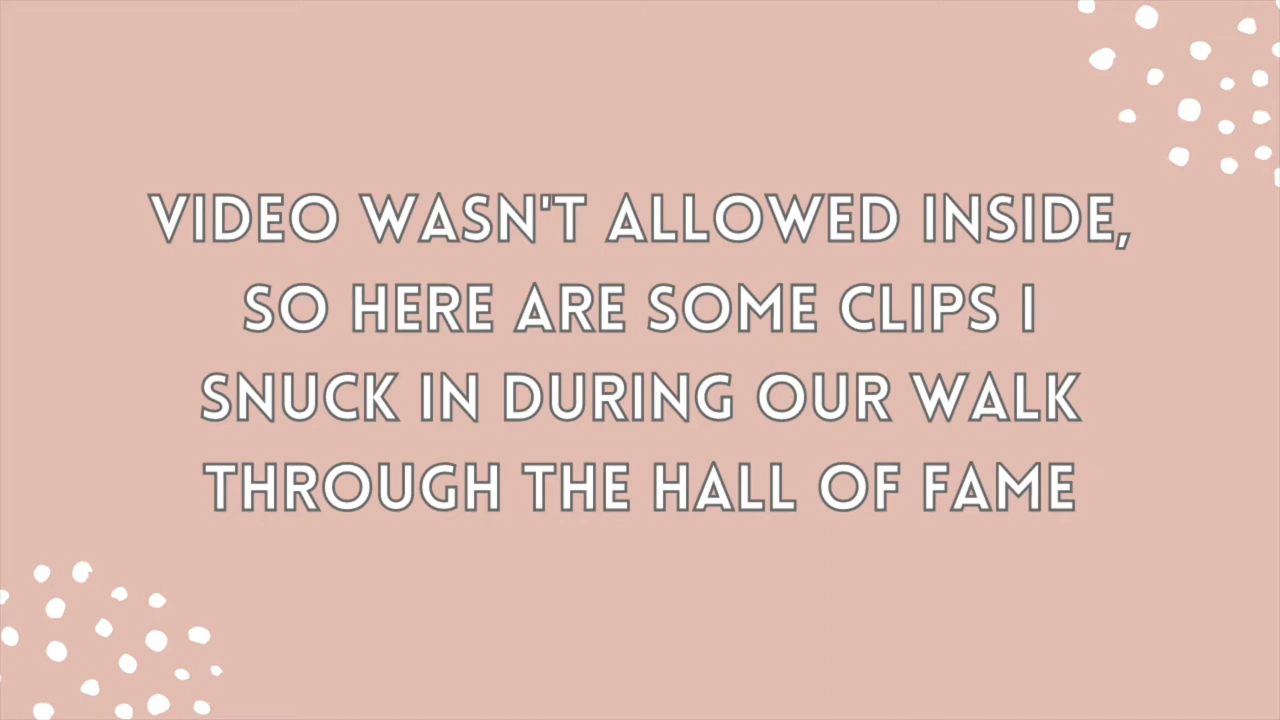 VIDEO WASN'T ALLOWED INSIDE,
SO HERE ARE SOME CLIPS I
SNUCK IN DURING OUR WALK
THROUGH THE HALL OF FAME